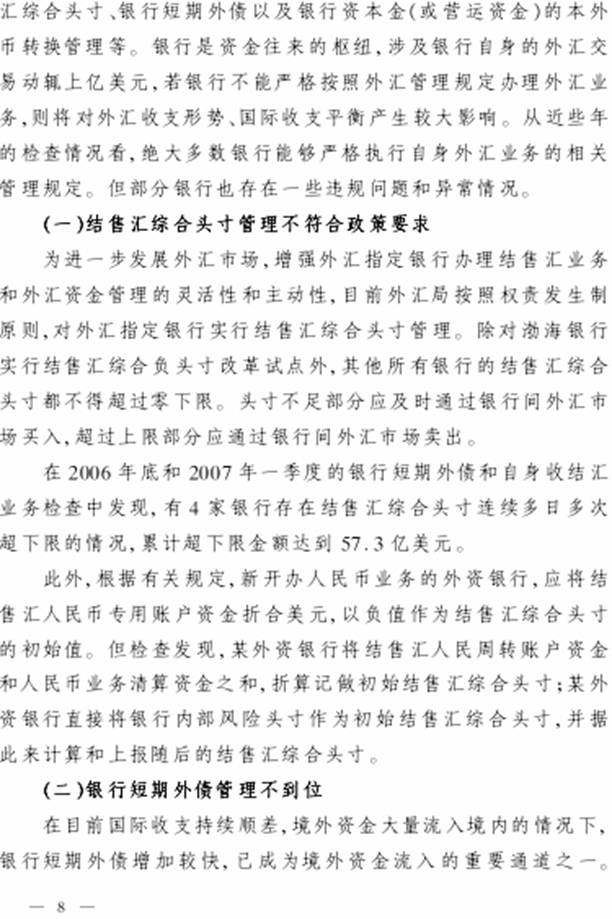 汇综合头寸、银行短期外债以及银行资本金(或营运资金)的本外
币转换管理等。银行是资金往来的枢纽,涉及银行自身的外汇交
易动辄上亿美元,若银行不能严格按照外汇管理规定办理外汇业
务,则将对外汇收支形势、国际收支平衡产生较大影响。从近些年
的检查情况看,绝大多数银行能够严格执行自身外汇业务的相关
管理规定。但部分银行也存在一些违规问题和异常情况。
(一)结售汇综合头寸管理不符合政策要求
为进一步发展外汇市场,增强外汇指定银行办理结售汇业务
和外汇资金管理的灵活性和主动性,目前外汇局按照权责发生制
原则,对外汇指定银行实行结售汇综合头寸管理。除对渤海银行
实行结售汇综合负头寸改革试点外,其他所有银行的结售汇综合
头寸都不得超过零下限。头寸不足部分应及时通过银行间外汇市
场买入,超过上限部分应通过银行间外汇市场卖出。
在2006年底和2007年一季度的银行短期外债和自身收结汇
业务检查中发现,有4家银行存在结售汇综合头寸连续多日多次
超下限的情况,累计超下限金额达到57.3亿美元。
此外,根据有关规定,新开办人民币业务的外资银行,应将结
售汇人民币专用账户资金折合美元,以负值作为结售汇综合头寸
的初始值。但检查发现,某外资银行将结售汇人民周转账户资金
和人民币业务清算资金之和,折算记做初始结售汇综合头寸;某外
资银行直接将银行内部风险头寸作为初始结售汇综合头寸,并据
此来计算和上报随后的结售汇综合头寸。
(二)银行短期外债管理不到位
在目前国际收支持续顺差,境外资金大量流入境内的情况下,
银行短期外债增加较快,已成为境外资金流入的重要通道之一。
— 8 —